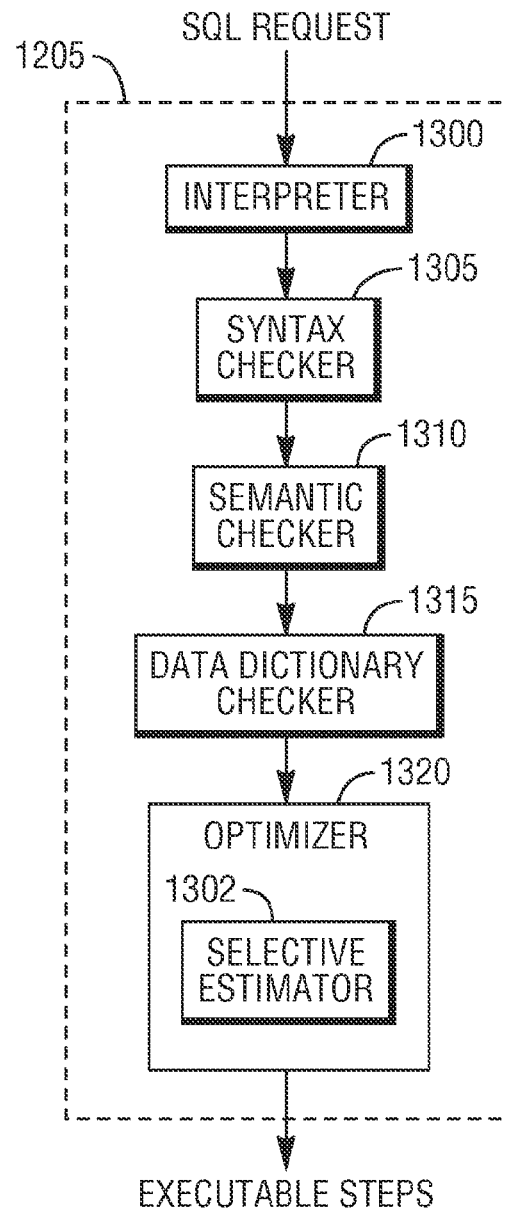 SQL REQUEST
1205
1300
INTERPRETER
1305
SYNTAX
CHECKER
1310
SEMANTIC
CHECKER
1315
DATA DICTIONARY
CHECKER
1320
OPTIMIZER
1302
SELECTIVE
ESTIMATOR
EXECUTABLE STEPS